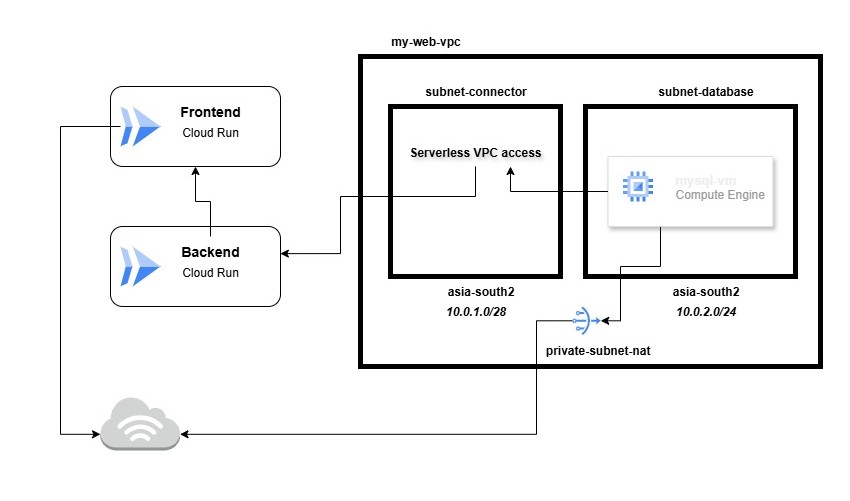 my-web-vpc
subnet-connector
subnet-database
Frontend
Cloud Run
Serverless VPC access
mysql-vm
Compute Engine
Backend
Cloud Run
asia-south2
10.0.1.0/28
asia-south2
10.0.2.0/24
private-subnet-nat